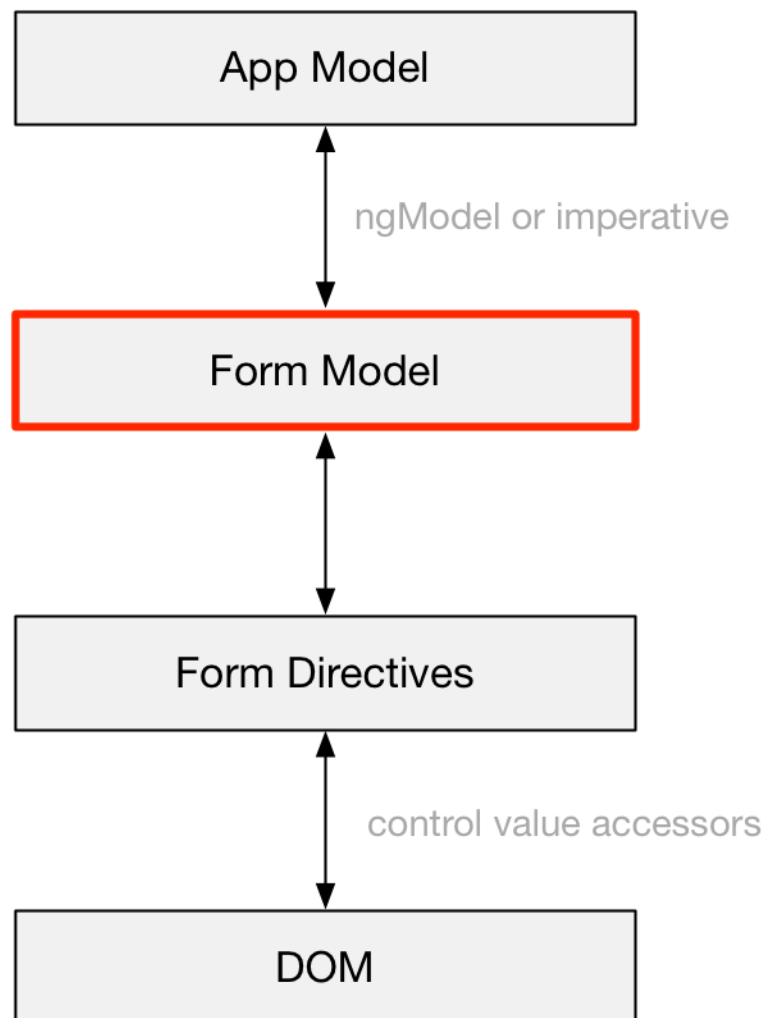 App Model
ngModel or imperative
Form Model
Form Directives
control value accessors
DOM